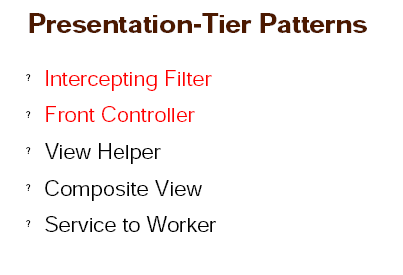 Presentation-Tier Patterns
? Intercepting Filter
? Front Controller
? View Helper
? Composite View
? Service to Worker